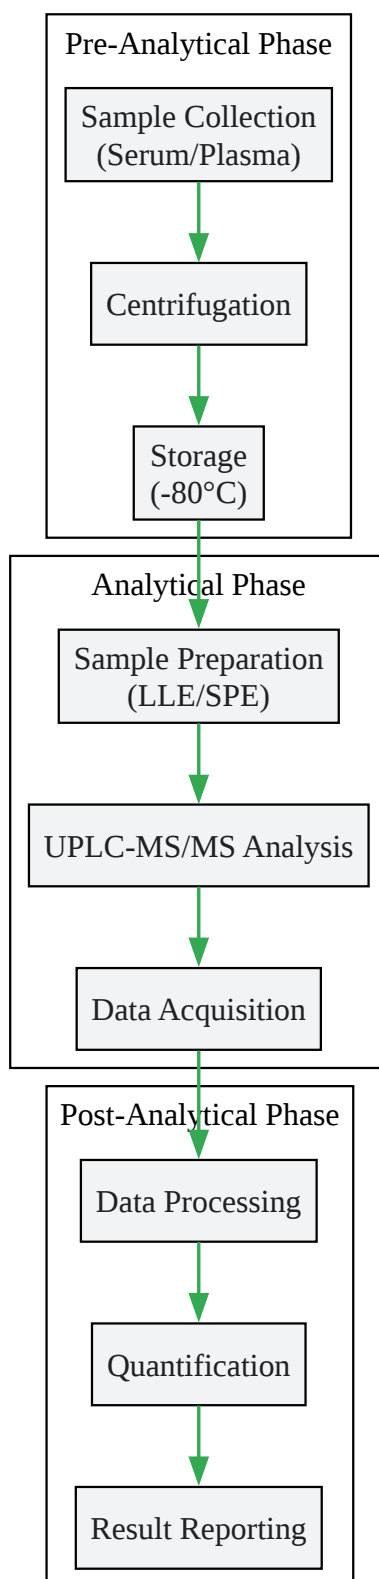 Pre-Analytical Phase
Sample Collection
(Serum/Plasma)
Centrifugation
Storage
(-80°C)
Analytical Phase
Sample Preparation
(LLE/SPE)
UPLC-MS/MS Analysis
Data Acquisition
Post-Analytical Phase
Data Processing
Quantification
Result Reporting